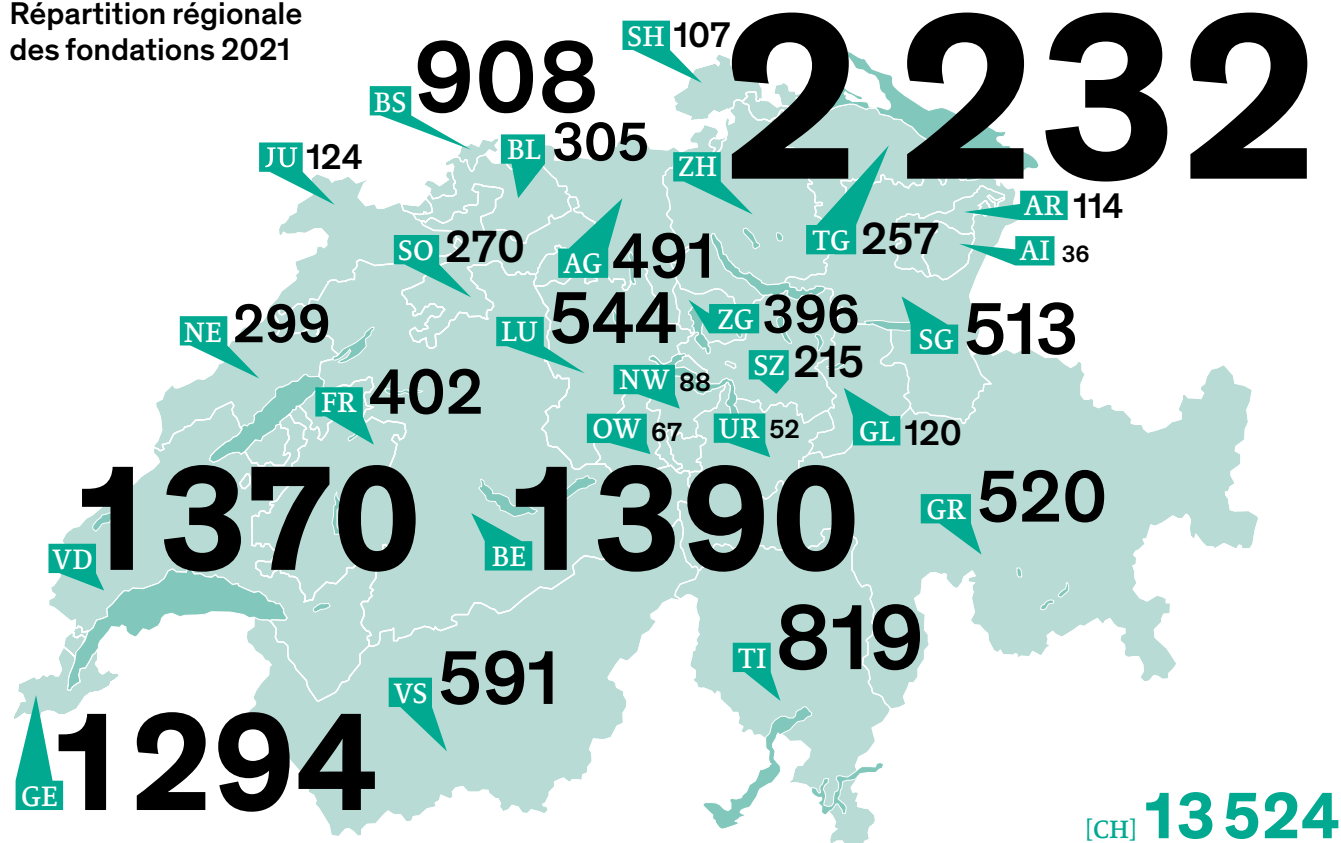 Répartition régionale
des fondations 2021
SH 107
2 232
BS 908
BL 305
JU 124
ZH
AR 114
TG 257
AI 36
SO 270
AG 491
NE 299
LU 544
ZG 396
SG 513
SZ 215
NW 88
FR 402
OW 67
UR 52
GL 120
VD 1370
BE 1390
GR 520
TI 819
VS 591
GE 1294
[CH] 13 524